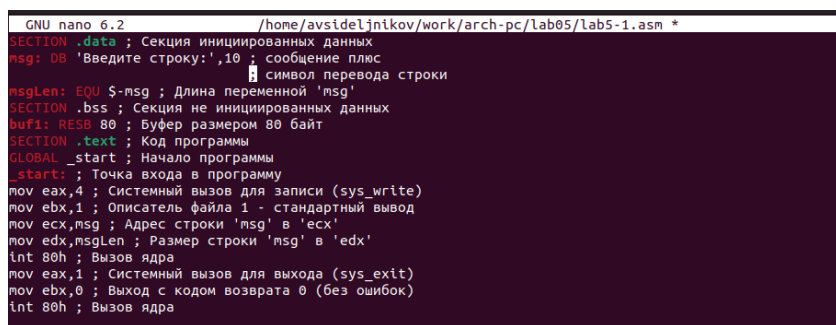 GNU nano 6.2 /home/avsideljnikov/work/arch-pc/lab05/lab5-1.asm *
SECTION .data ; Секция инициированных данных
msg: DB 'Введите строку:',10 ; сообщение плюс
; символ перевода строки
msgLen: EQU $-msg ; Длина переменной 'msg'
SECTION .bss ; Секция не инициированных данных
buf1: RESB 80 ; Буфер размером 80 байт
SECTION .text ; Код программы
GLOBAL _start ; Начало программы
_start: ; Точка входа в программу
mov eax,4 ; Системный вызов для записи (sys_write)
mov ebx,1 ; Описатель файла 1 - стандартный вывод
mov ecx,msg ; Адрес строки 'msg' в 'ecx'
mov edx,msgLen ; Размер строки 'msg' в 'edx'
int 80h ; Вызов ядра
mov eax,1 ; Системный вызов для выхода (sys_exit)
mov ebx,0 ; Выход с кодом возврата 0 (без ошибок)
int 80h ; Вызов ядра